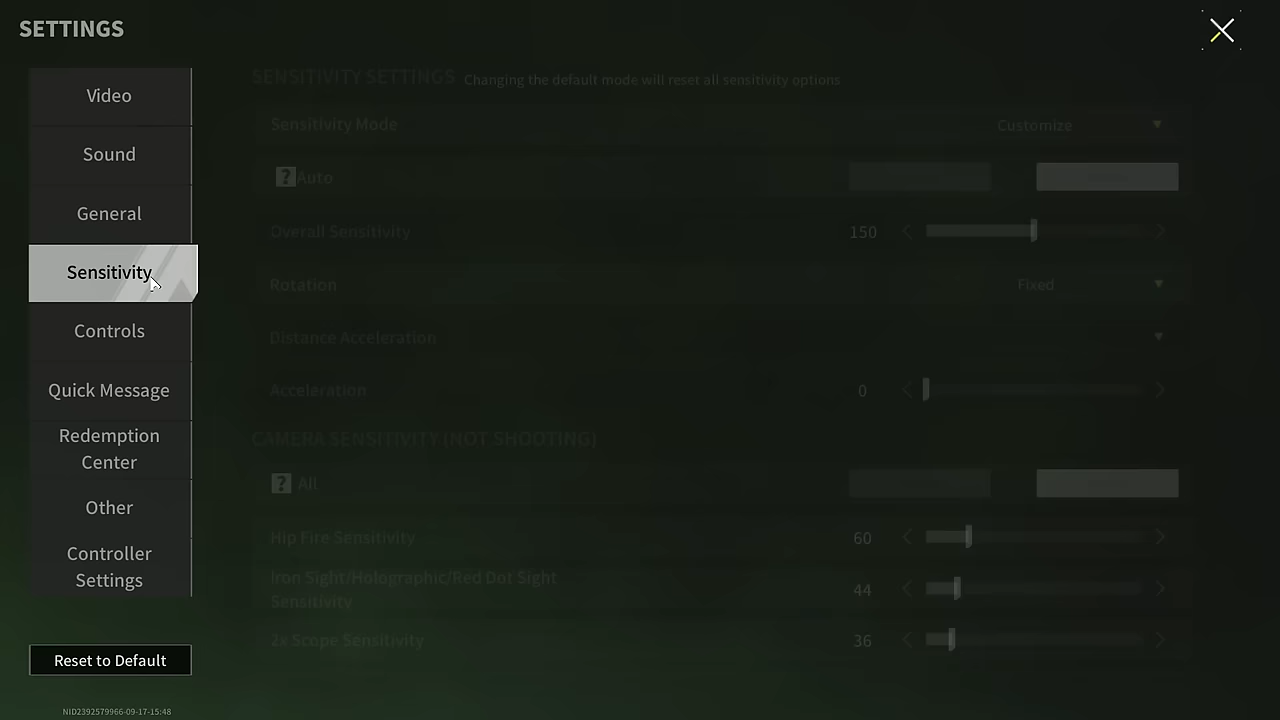 SETTINGS
Video
Sound
General
Sensitivity
Controls
Quick Message
Redemption
Center
Other
Controller
Settings
Reset to Default
NID2392579966-09-17-15:48
SENSITIVITY SETTINGS Changing the default mode will reset all sensitivity options
Sensitivity Mode Customize
? Auto
Overall Sensitivity 150
Rotation Fixed
Distance Acceleration
Acceleration 0
CAMERA SENSITIVITY (NOT SHOOTING)
? All
Hip Fire Sensitivity 60
Iron Sight/Holographic/Red Dot Sight
Sensitivity 44
2x Scope Sensitivity 36